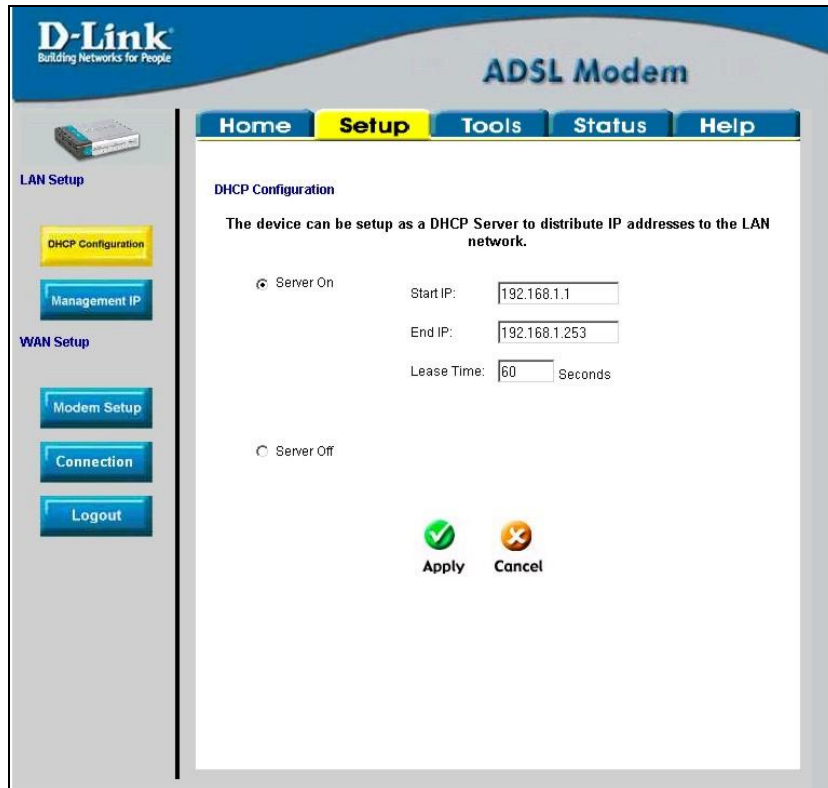 D-Link
Building Networks for People
ADSL Modem
Home
Setup
Tools
Status
Help
LAN Setup
DHCP Configuration
Management IP
WAN Setup
Modem Setup
Connection
Logout
DHCP Configuration
The device can be setup as a DHCP Server to distribute IP addresses to the LAN
network.
Server On
Start IP: 192.168.1.1
End IP: 192.168.1.253
Lease Time: 60 Seconds
Server Off
Apply
Cancel